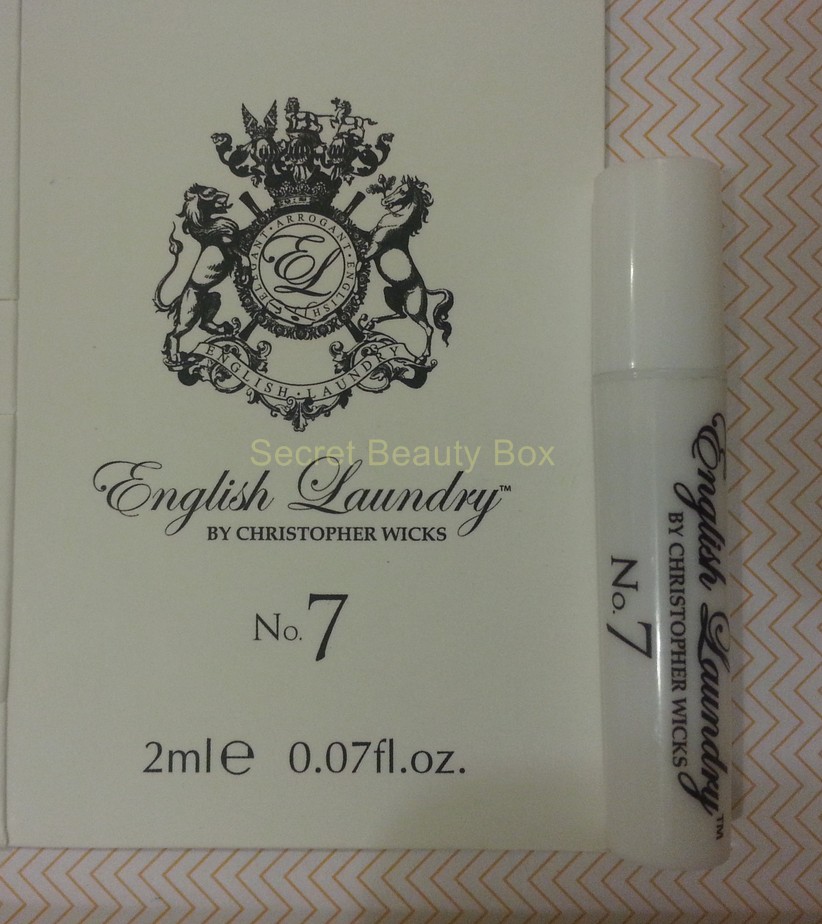 ELEGANT · ARROGANT · ENGLISH
EL
ENGLISH · LAUNDRY
Secret Beauty Box
English Laundry™
BY CHRISTOPHER WICKS
No. 7
2ml℮ 0.07fl.oz.
English Laundry™
BY CHRISTOPHER WICKS
No. 7